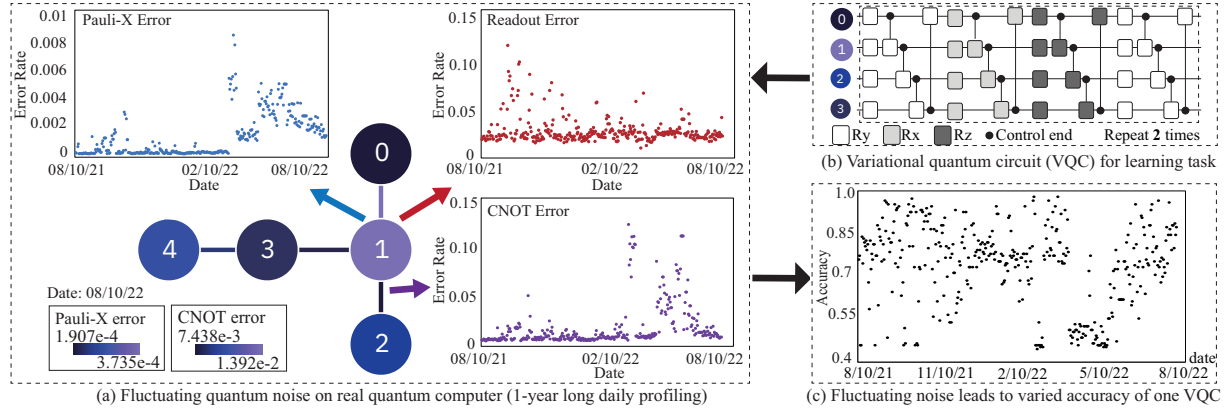 Pauli-X Error
0.01
0.008
0.006
0.004
0.002
0
Error Rate
08/10/21
02/10/22
08/10/22
Date
Readout Error
0.15
0.10
0.05
0
Error Rate
08/10/21
02/10/22
08/10/22
Date
CNOT Error
0.15
0.10
0.05
0
Error Rate
08/10/21
02/10/22
08/10/22
Date
0
4
3
1
2
Date: 08/10/22
Pauli-X error
1.907e-4
3.735e-4
CNOT error
7.438e-3
1.392e-2
(a) Fluctuating quantum noise on real quantum computer (1-year long daily profiling)
0
1
2
3
Ry
Rx
Rz
Control end
Repeat 2 times
(b) Variational quantum circuit (VQC) for learning task
1.0
0.85
0.7
0.55
0.4
Accuracy
8/10/21
11/10/21
2/10/22
5/10/22
8/10/22
date
(c) Fluctuating noise leads to varied accuracy of one VQC